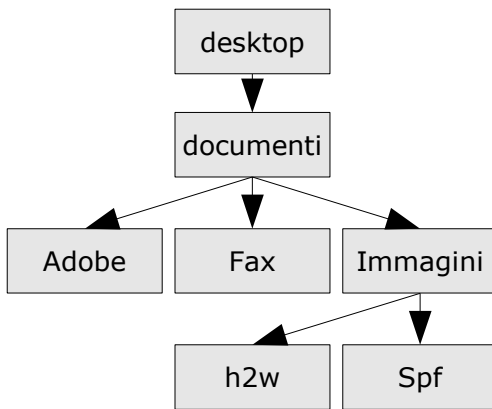 desktop
documenti
Adobe
Fax
Immagini
h2w
Spf